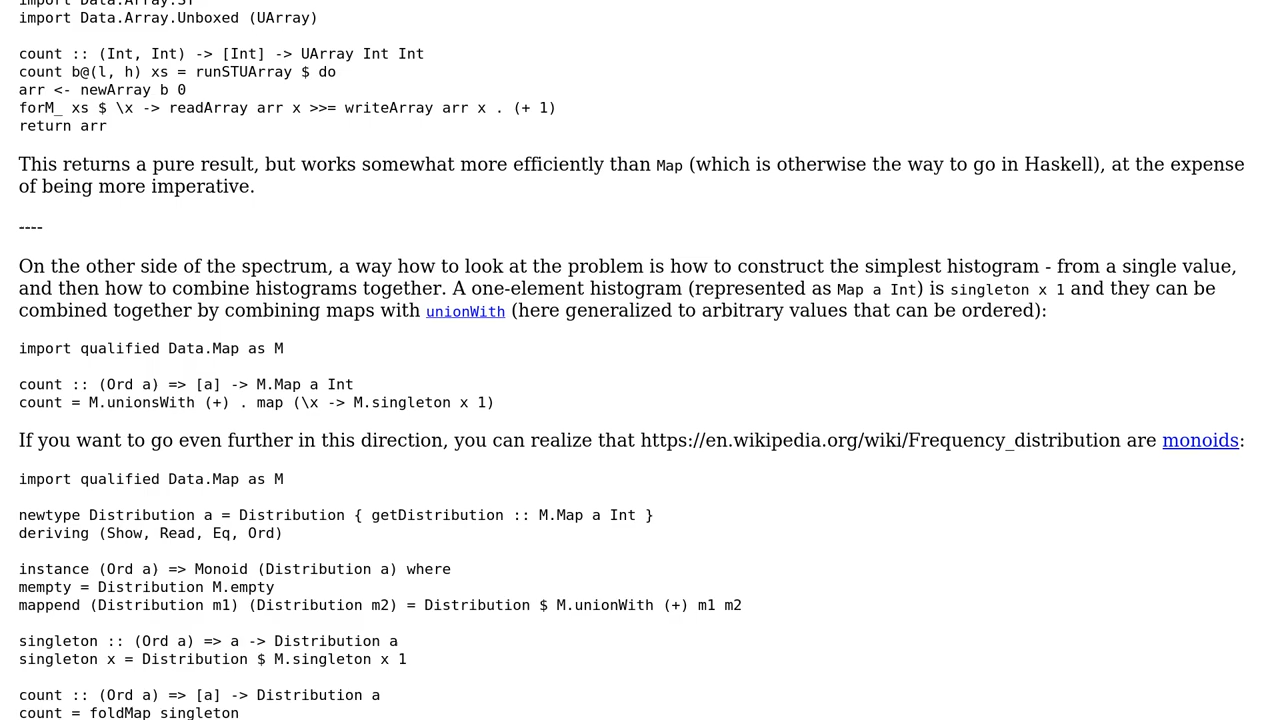 import Data.Array.ST
import Data.Array.Unboxed (UArray)
count :: (Int, Int) -> [Int] -> UArray Int Int
count b@(l, h) xs = runSTUArray $ do
arr <- newArray b 0
forM_ xs $ \x -> readArray arr x >>= writeArray arr x . (+ 1)
return arr
This returns a pure result, but works somewhat more efficiently than Map (which is otherwise the way to go in Haskell), at the expense
of being more imperative.
----
On the other side of the spectrum, a way how to look at the problem is how to construct the simplest histogram - from a single value,
and then how to combine histograms together. A one-element histogram (represented as Map a Int) is singleton x 1 and they can be
combined together by combining maps with unionWith (here generalized to arbitrary values that can be ordered):
import qualified Data.Map as M
count :: (Ord a) => [a] -> M.Map a Int
count = M.unionsWith (+) . map (\x -> M.singleton x 1)
If you want to go even further in this direction, you can realize that https://en.wikipedia.org/wiki/Frequency_distribution are monoids:
import qualified Data.Map as M
newtype Distribution a = Distribution { getDistribution :: M.Map a Int }
deriving (Show, Read, Eq, Ord)
instance (Ord a) => Monoid (Distribution a) where
mempty = Distribution M.empty
mappend (Distribution m1) (Distribution m2) = Distribution $ M.unionWith (+) m1 m2
singleton :: (Ord a) => a -> Distribution a
singleton x = Distribution $ M.singleton x 1
count :: (Ord a) => [a] -> Distribution a
count = foldMap singleton